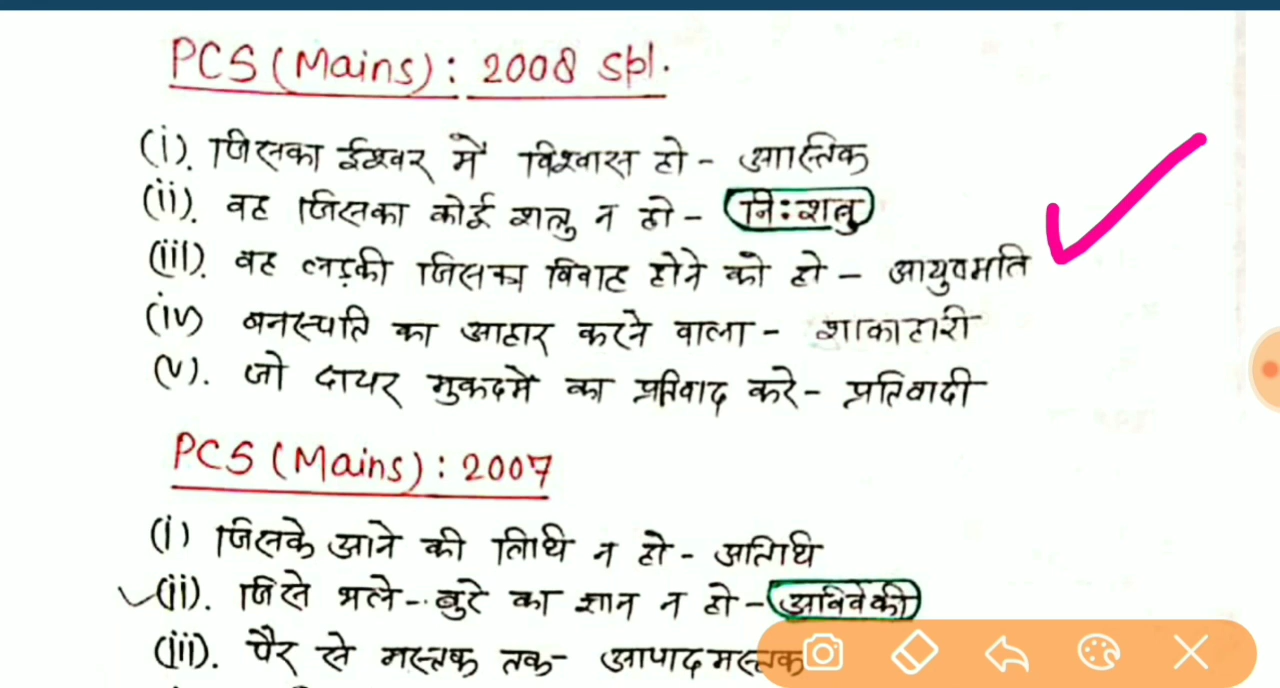 PCS (Mains) : 2008 Spl.
(i). जिसका ईश्वर में विश्वास हो - आस्तिक
(ii). वह जिसका कोई शत्रु न हो - निःशत्रु
(iii). वह लड़की जिसका विवाह होने को हो - आयुषमति
(iv) वनस्पति का आहार करने वाला - शाकाहारी
(v). जो दायर मुकदमे का प्रतिवाद करे - प्रतिवादी
PCS (Mains) : 2007
(i) जिसके आने की तिथि न हो - अतिथि
(ii). जिसे भले-बुरे का ज्ञान न हो - अविवेकी
(iii). पैर से मस्तक तक - आपादमस्तक